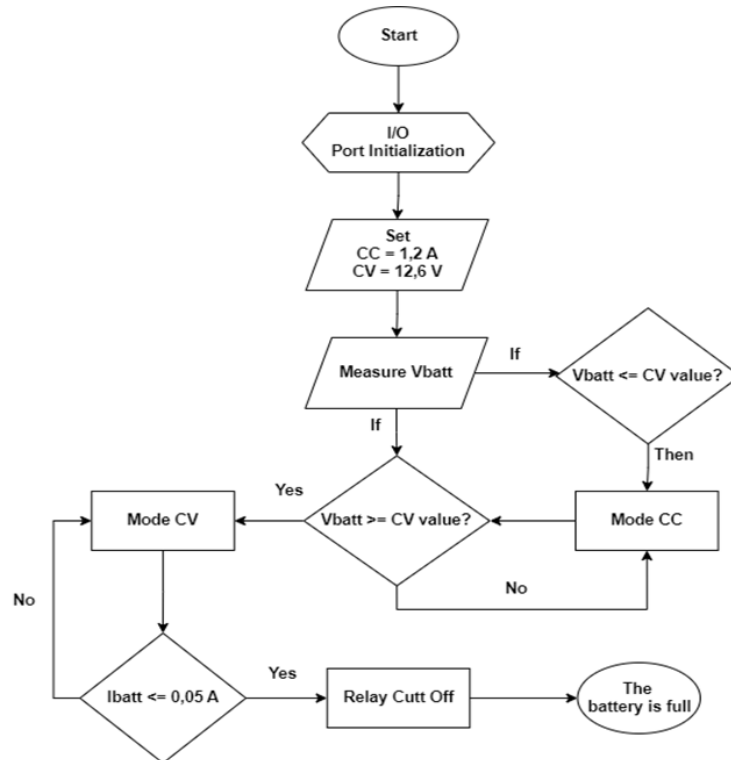 Start
I/O
Port Initialization
Set
CC = 1,2 A
CV = 12,6 V
Measure Vbatt
If
Vbatt <= CV value?
If
Then
Yes
Mode CV
Vbatt >= CV value?
Mode CC
No
No
Ibatt <= 0,05 A
Yes
Relay Cutt Off
The
battery is full